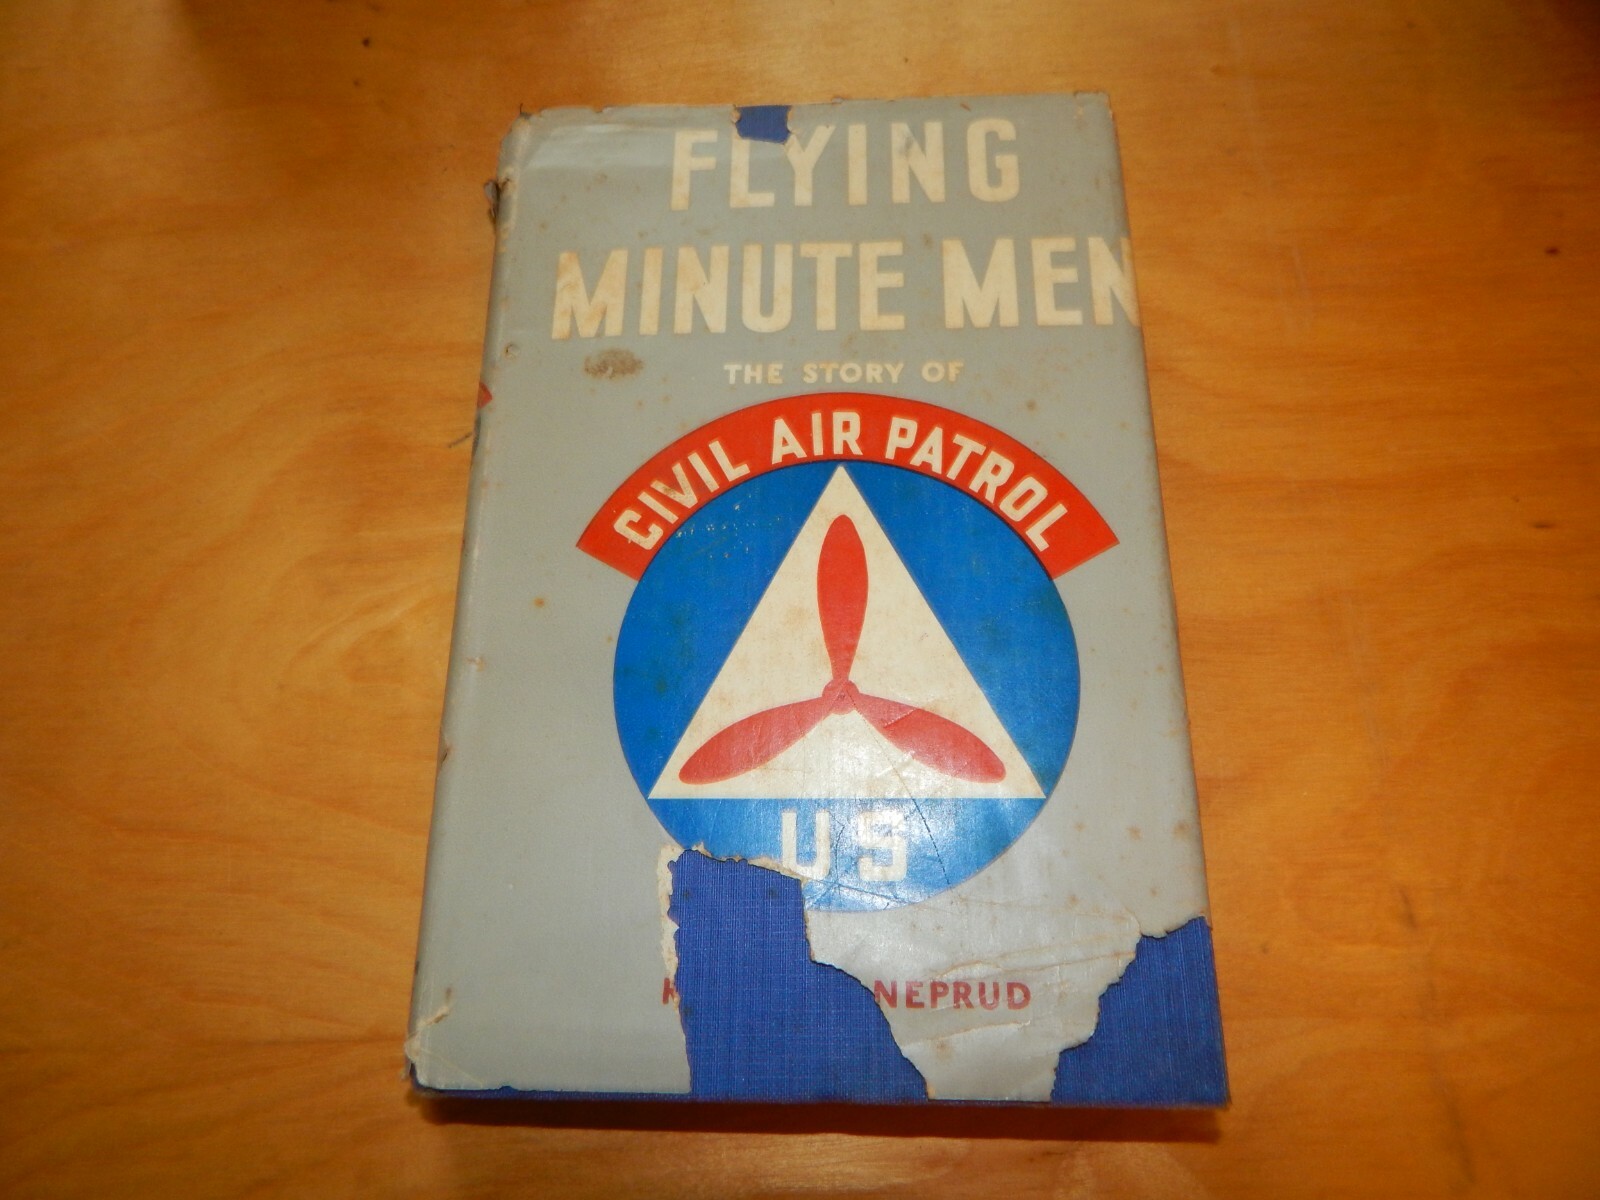 FLYING
MINUTE MEN
THE STORY OF
CIVIL AIR PATROL
US
NEPRUD